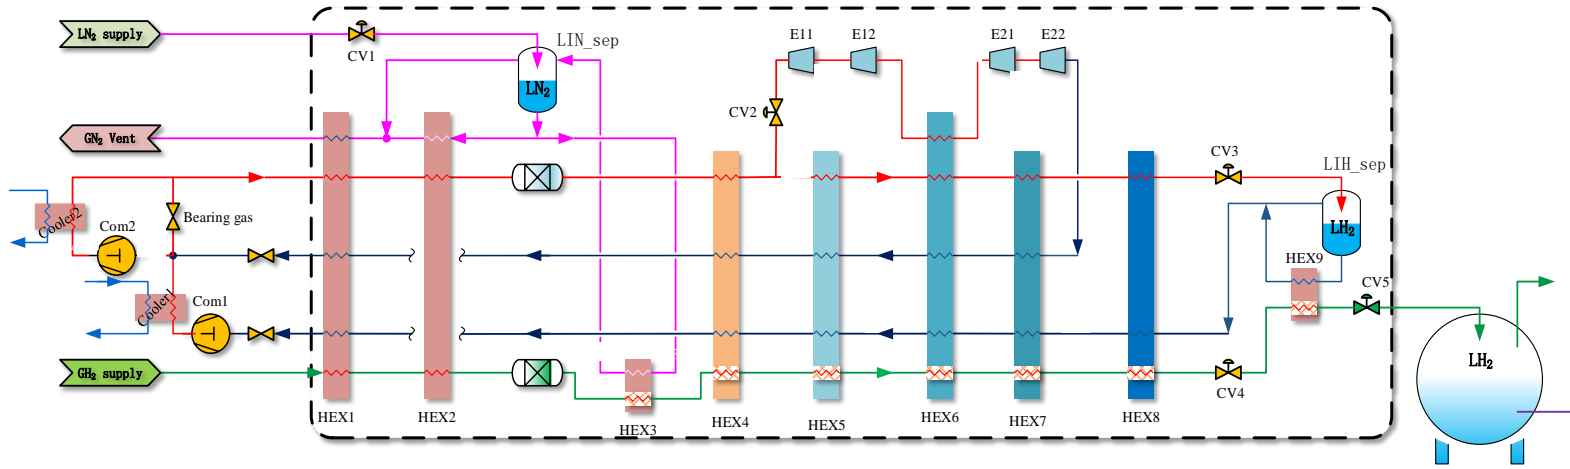 LN₂ supply
CV1
LIN_sep
LN₂
E11
E12
E21
E22
CV2
GN₂ Vent
CV3
LIH_sep
LH₂
Cooler2
Bearing gas
Com2
HEX9
CV5
Cooler1
Com1
LH₂
GH₂ supply
CV4
HEX1
HEX2
HEX3
HEX4
HEX5
HEX6
HEX7
HEX8